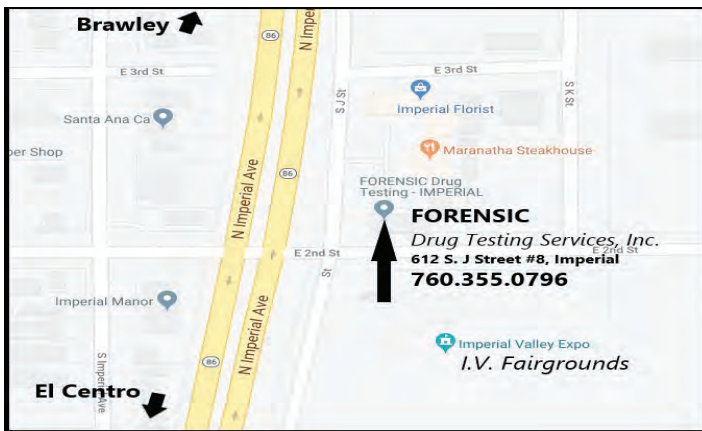 Brawley
86
N Imperi
E 3rd St
E 3rd St
S J St
S K St
Imperial Florist
Santa Ana Ca
per Shop
Maranatha Steakhouse
N Imperial Ave
86
FORENSIC Drug
Testing - IMPERIAL
FORENSIC
Drug Testing Services, Inc.
E 2nd St
E 2nd St
612 S. J Street #8, Imperial
760.355.0796
St
Imperial Manor
N Imperial Ave
Imperial Valley Expo
I.V. Fairgrounds
S Imperial Ave
86
El Centro